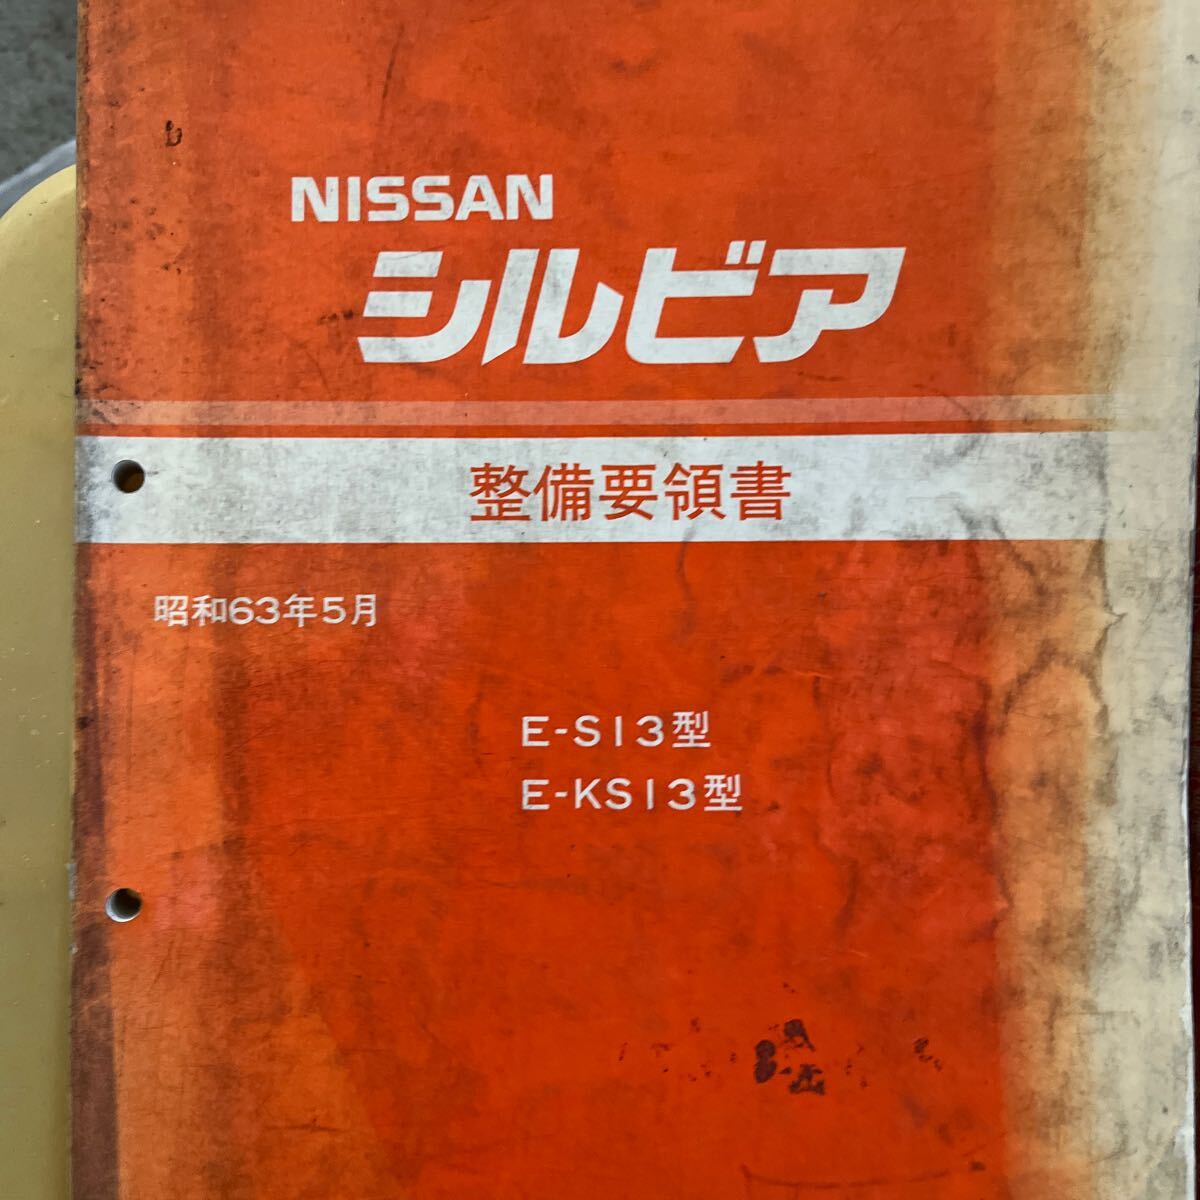 NISSAN
シルビア
整備要領書
昭和63年5月
E-S13型
E-KS13型